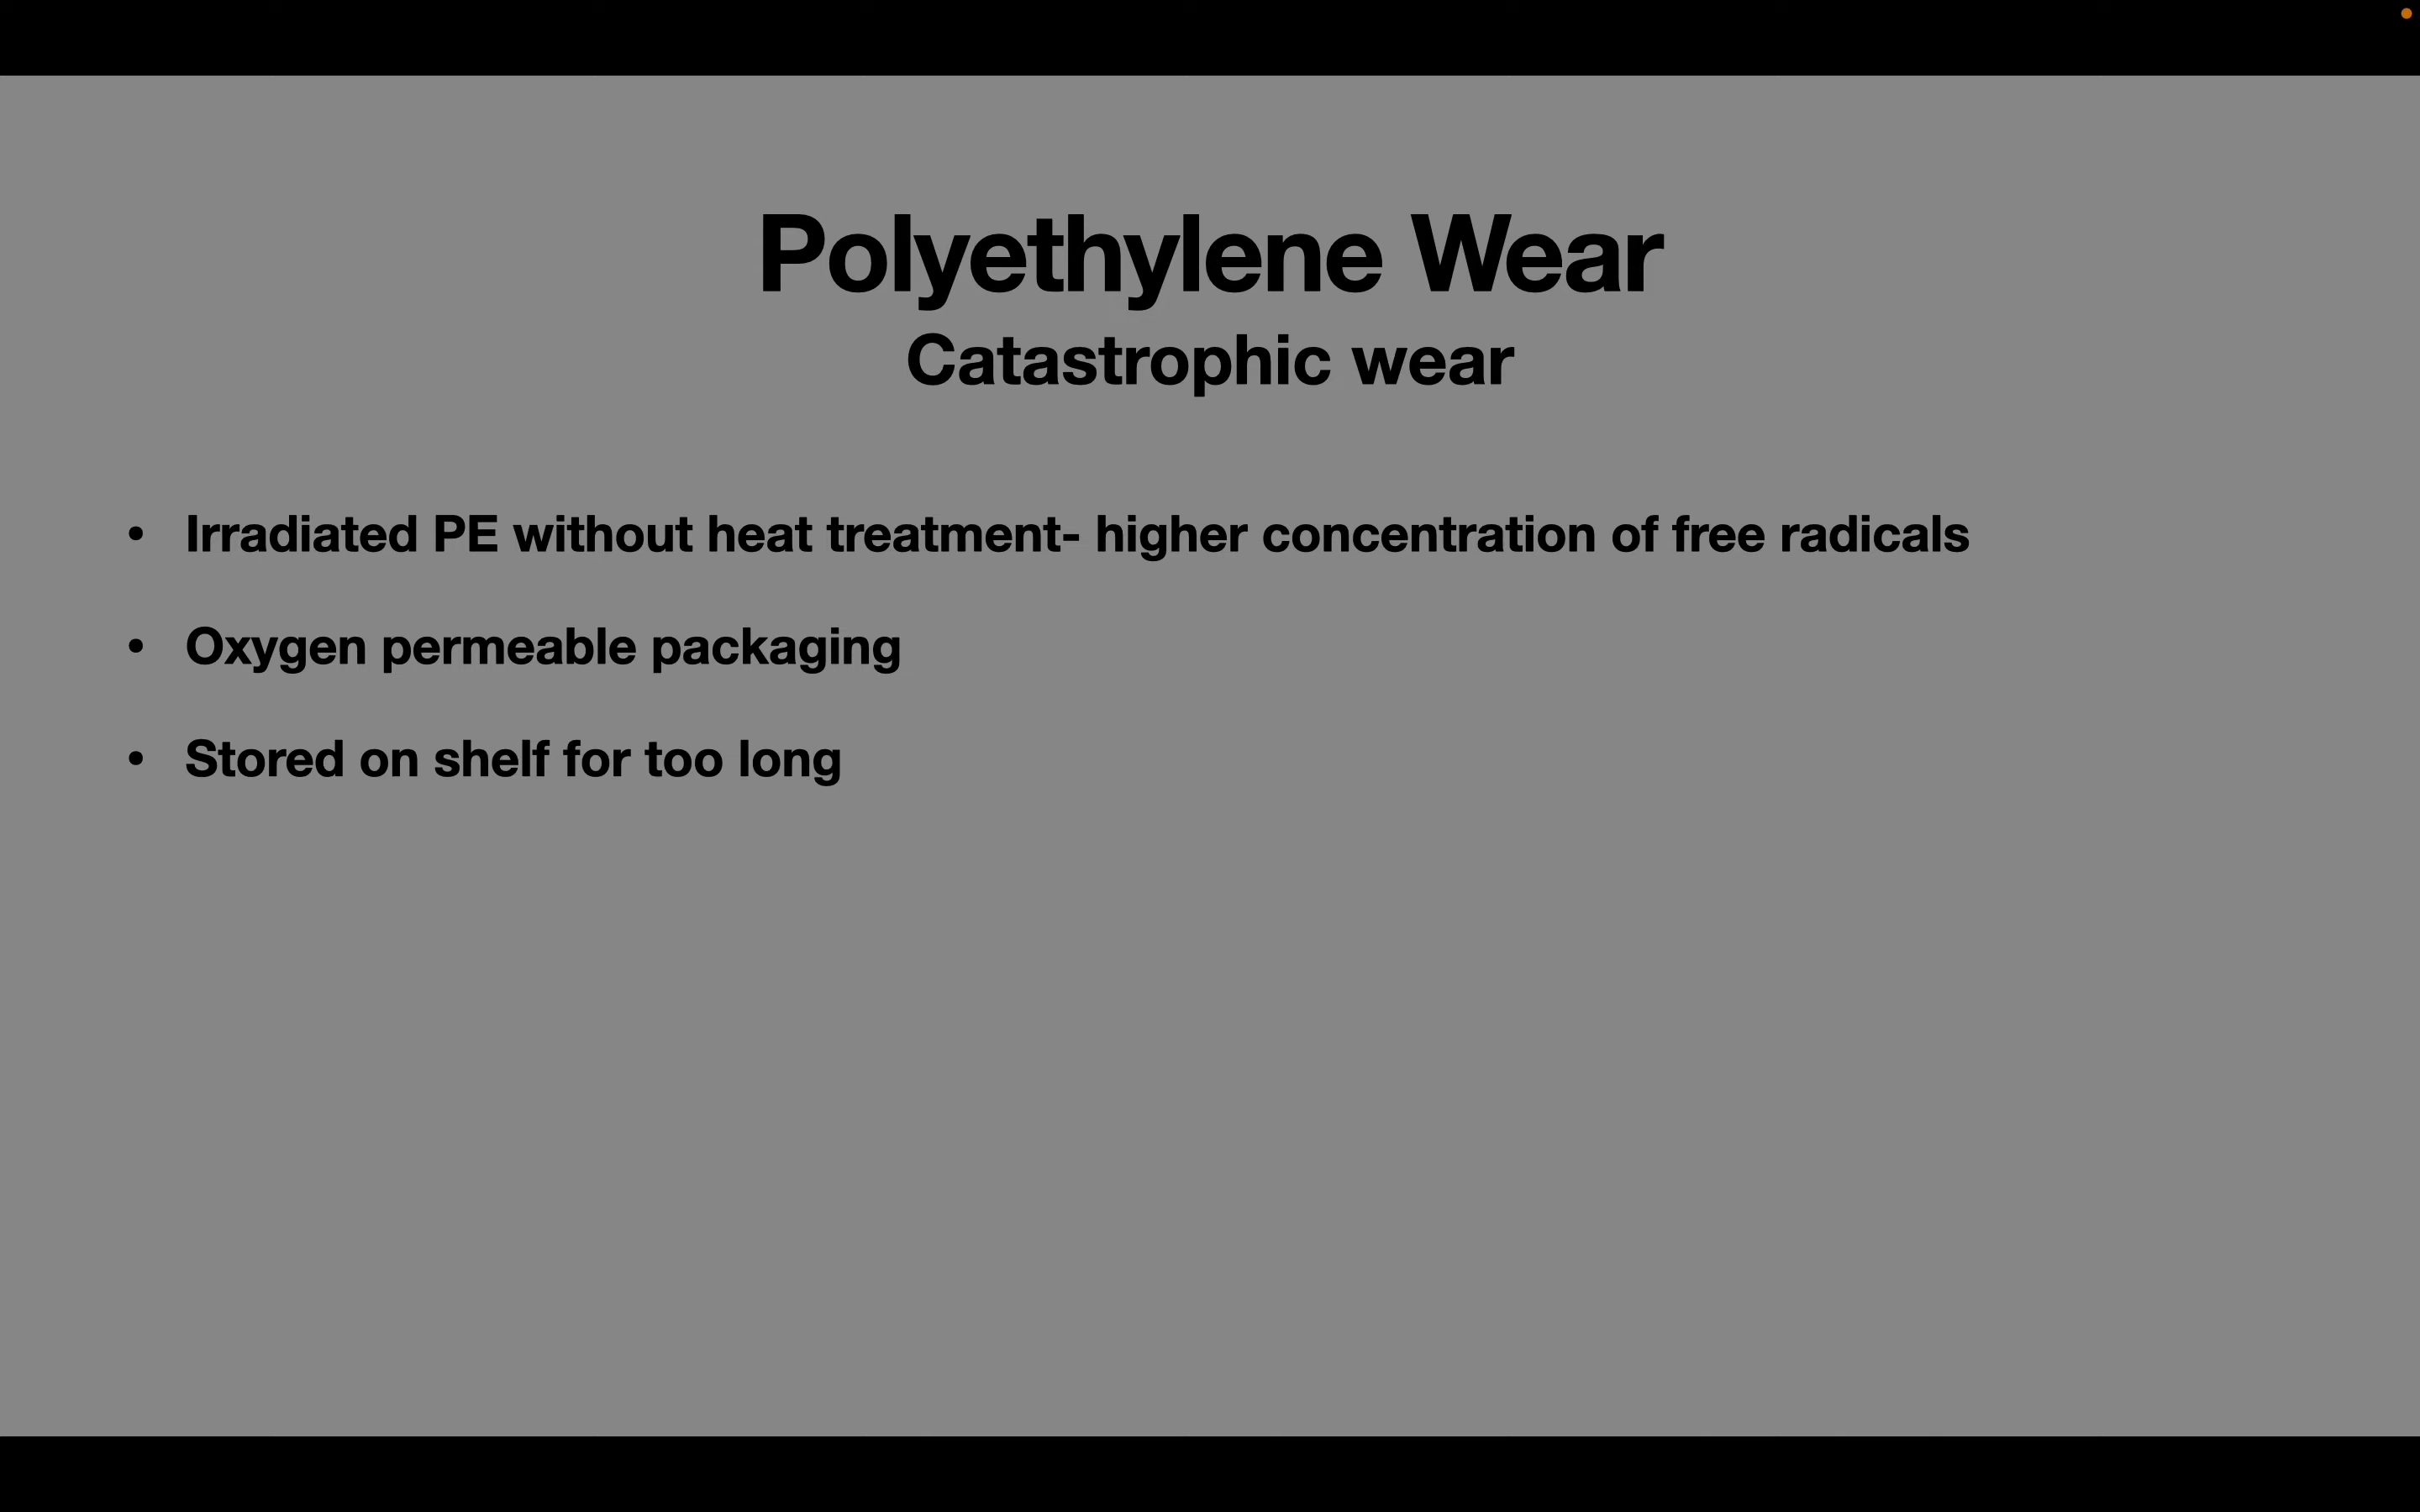 Polyethylene Wear
Catastrophic wear
• Irradiated PE without heat treatment- higher concentration of free radicals
• Oxygen permeable packaging
• Stored on shelf for too long